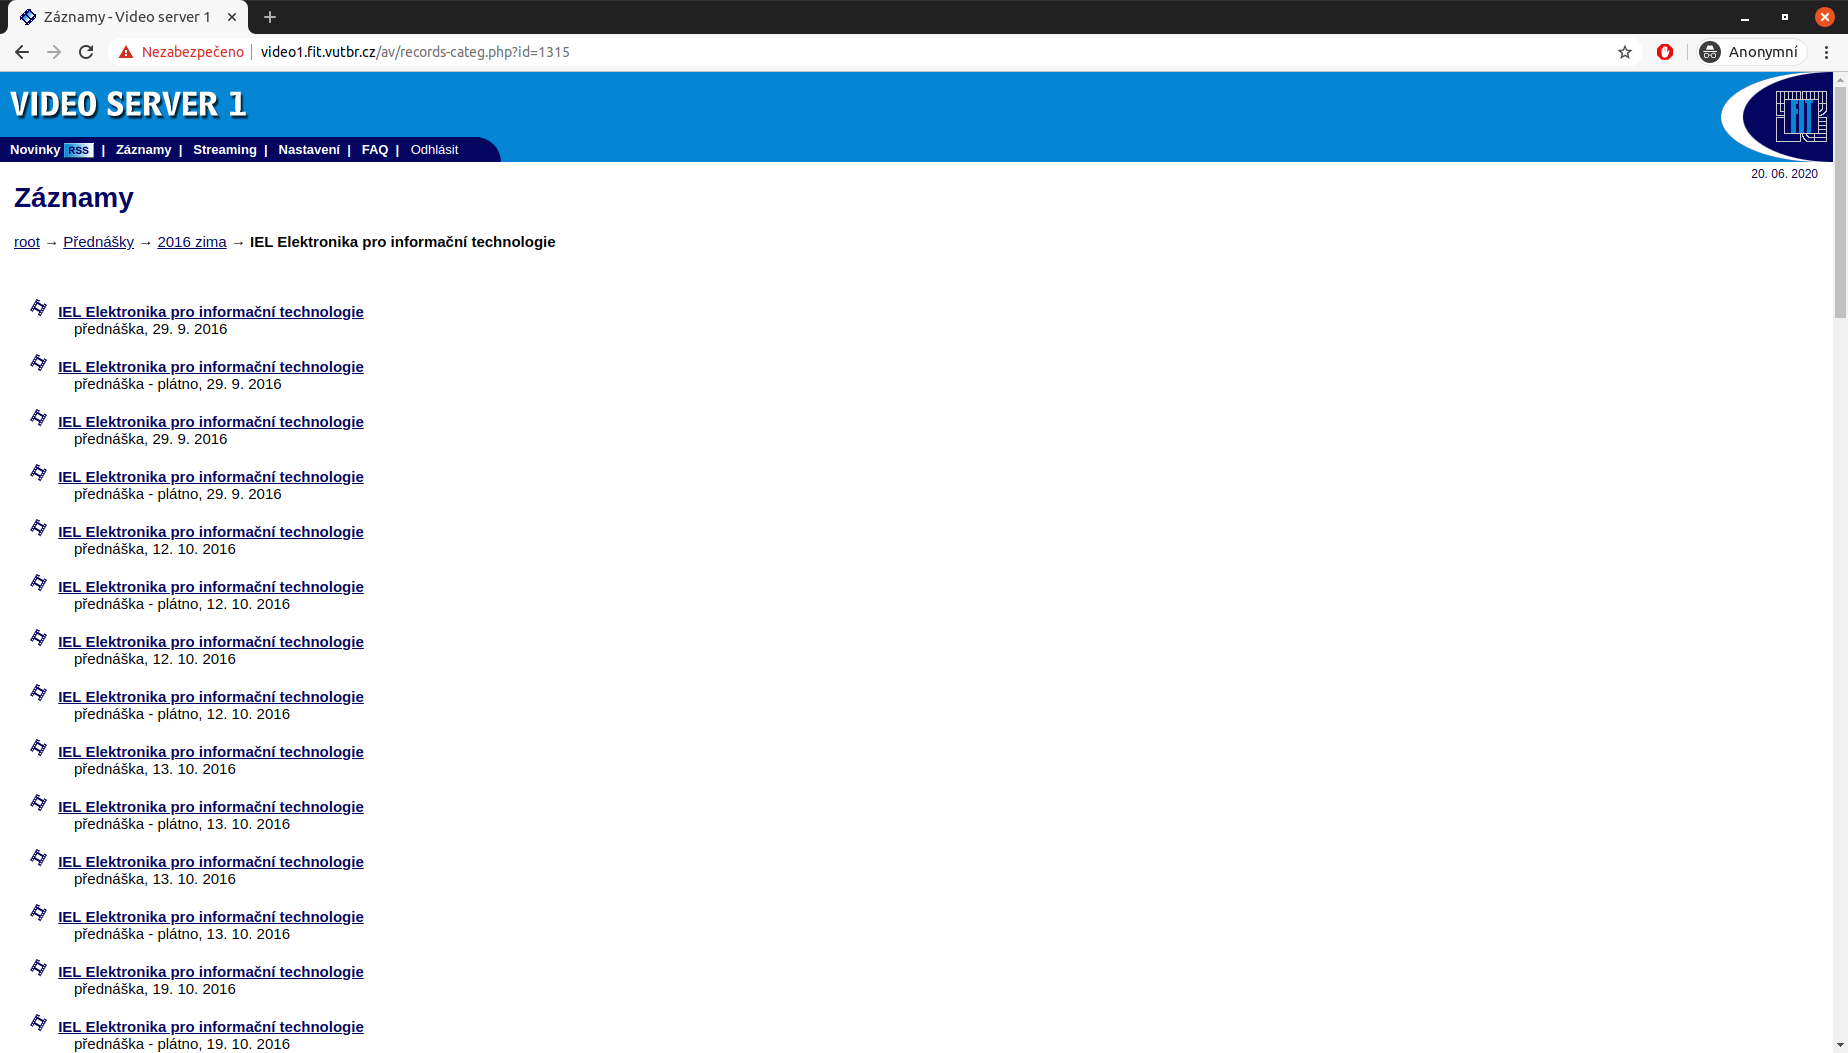 Záznamy - Video server 1
Nezabezpečeno | video1.fit.vutbr.cz/av/records-categ.php?id=1315
Anonymní
VIDEO SERVER 1
FIT
Novinky RSS | Záznamy | Streaming | Nastavení | FAQ | Odhlásit
20. 06. 2020
Záznamy
root → Přednášky → 2016 zima → IEL Elektronika pro informační technologie
IEL Elektronika pro informační technologie
přednáška, 29. 9. 2016
IEL Elektronika pro informační technologie
přednáška - plátno, 29. 9. 2016
IEL Elektronika pro informační technologie
přednáška, 29. 9. 2016
IEL Elektronika pro informační technologie
přednáška - plátno, 29. 9. 2016
IEL Elektronika pro informační technologie
přednáška, 12. 10. 2016
IEL Elektronika pro informační technologie
přednáška - plátno, 12. 10. 2016
IEL Elektronika pro informační technologie
přednáška, 12. 10. 2016
IEL Elektronika pro informační technologie
přednáška - plátno, 12. 10. 2016
IEL Elektronika pro informační technologie
přednáška, 13. 10. 2016
IEL Elektronika pro informační technologie
přednáška - plátno, 13. 10. 2016
IEL Elektronika pro informační technologie
přednáška, 13. 10. 2016
IEL Elektronika pro informační technologie
přednáška - plátno, 13. 10. 2016
IEL Elektronika pro informační technologie
přednáška, 19. 10. 2016
IEL Elektronika pro informační technologie
přednáška - plátno, 19. 10. 2016